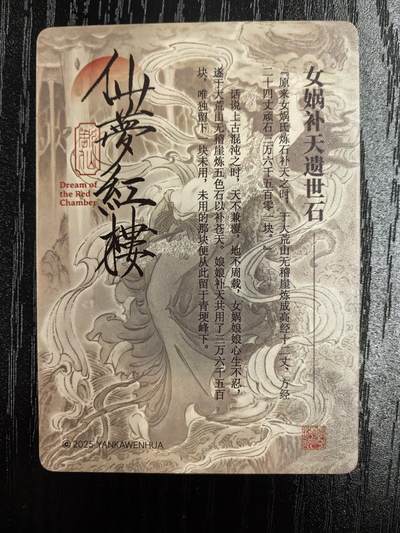 女娲补天遗世石
『原来女娲氏炼石补天之时，于大荒山无稽崖炼成高经十二丈、方经
二十四丈顽石三万六千五百零一块。』
话说上古混沌之时，天不兼覆，地不周载，女娲娘娘心生不忍，
遂于大荒山无稽崖炼五色石以补苍天。娘娘补天共用了三万六千五百
块，唯独留下一块未用，未用的那块便从此留于青埂峰下。
仙夢紅樓
Dream of
the Red
Chamber
© 2025 YANKAWENHUA